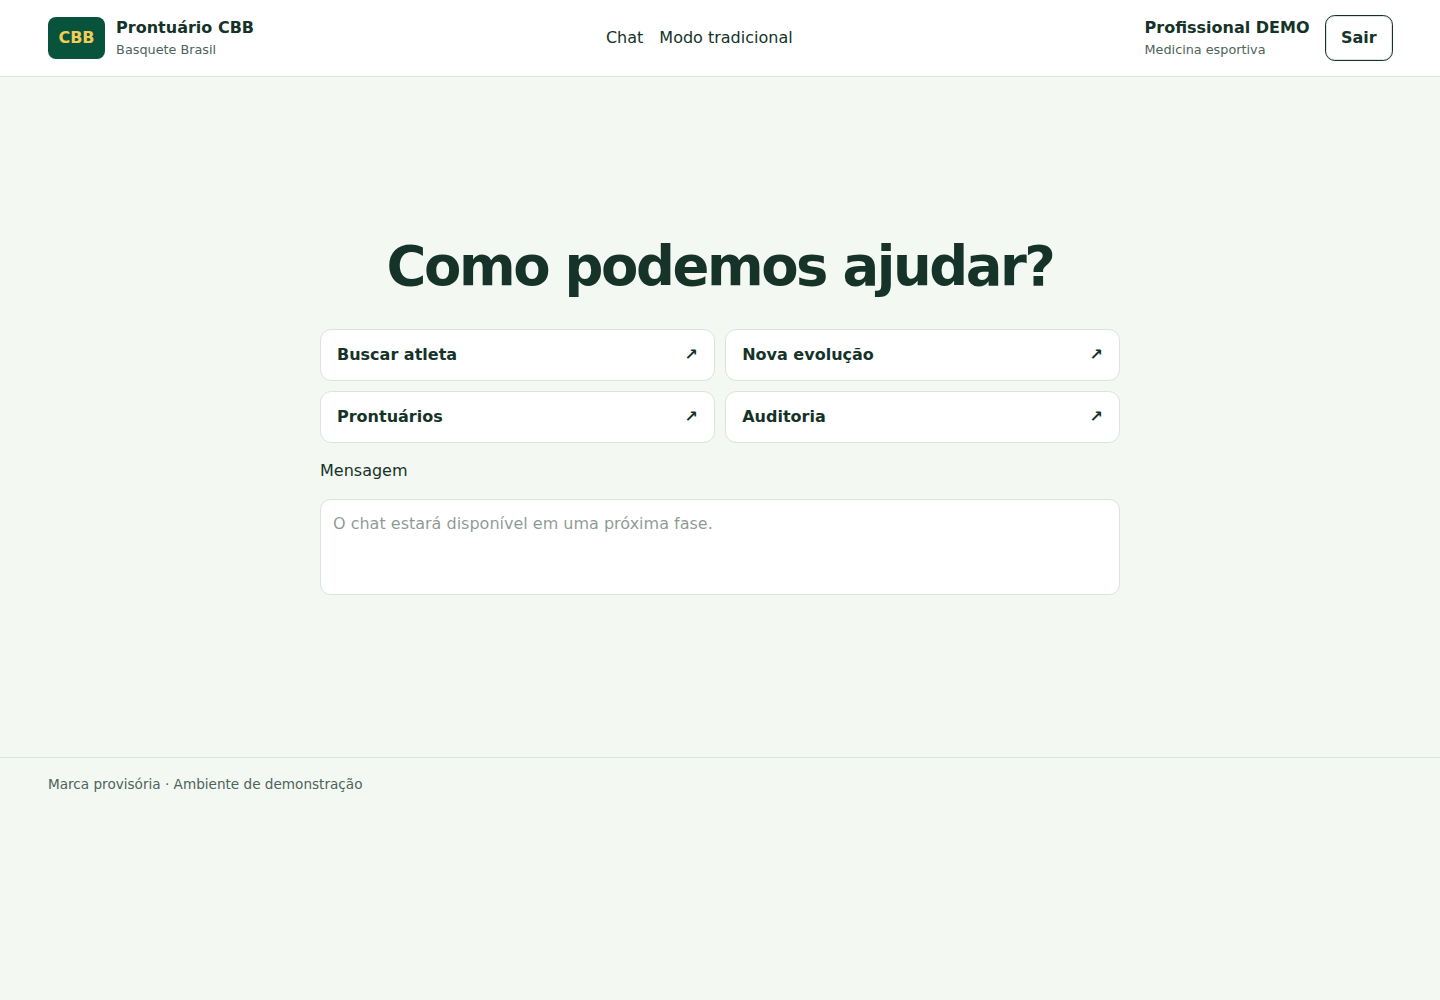 CBB
Prontuário CBB
Basquete Brasil
Chat
Modo tradicional
Profissional DEMO
Medicina esportiva
Sair
Como podemos ajudar?
Buscar atleta ↗
Nova evolução ↗
Prontuários ↗
Auditoria ↗
Mensagem
O chat estará disponível em uma próxima fase.
Marca provisória · Ambiente de demonstração